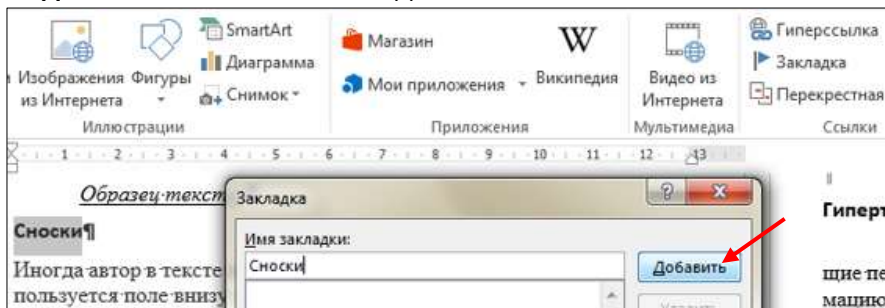 SmartArt
Диаграмма
Снимок
Изображения из Интернета
Фигуры
Магазин
Мои приложения
W
Википедия
Видео из Интернета
Гиперссылка
Закладка
Перекрестная
Иллюстрации
Приложения
Мультимедиа
Ссылки
1 2 3 4 5 6 7 8 9 10 11 12 13
Образец·текст
Закладка
? X
Гиперт
Сноски¶
Имя закладки:
Иногда·автор·в·тексте
Сноски
Добавить
щие·пе
пользуется·поле·внизу
Удалить
мацик